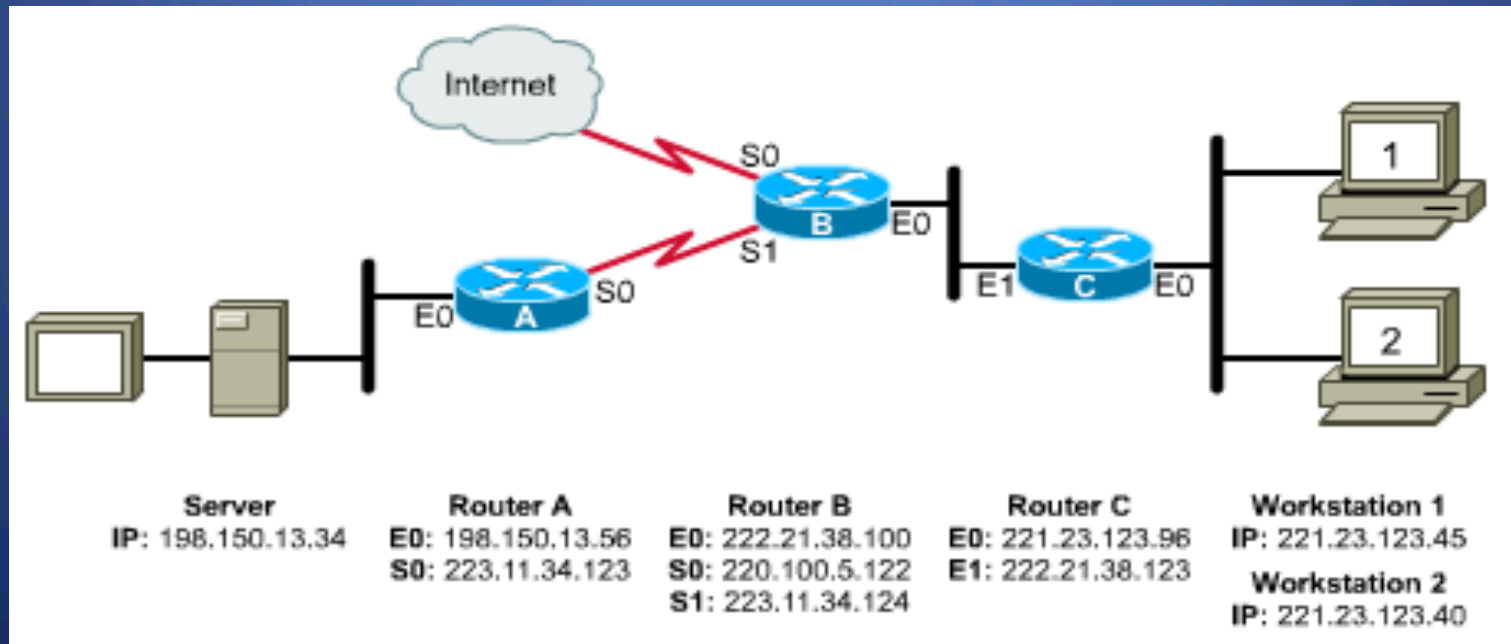 Internet
S0
B
E0
S1
1
E1
C
E0
E0
A
S0
2
Server
IP: 198.150.13.34
Router A
E0: 198.150.13.56
S0: 223.11.34.123
Router B
E0: 222.21.38.100
S0: 220.100.5.122
S1: 223.11.34.124
Router C
E0: 221.23.123.96
E1: 222.21.38.123
Workstation 1
IP: 221.23.123.45
Workstation 2
IP: 221.23.123.40